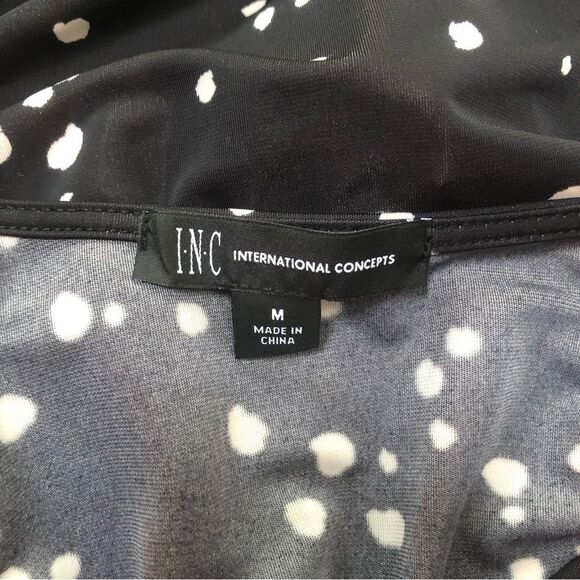 I·N·C INTERNATIONAL CONCEPTS
M
MADE IN
CHINA